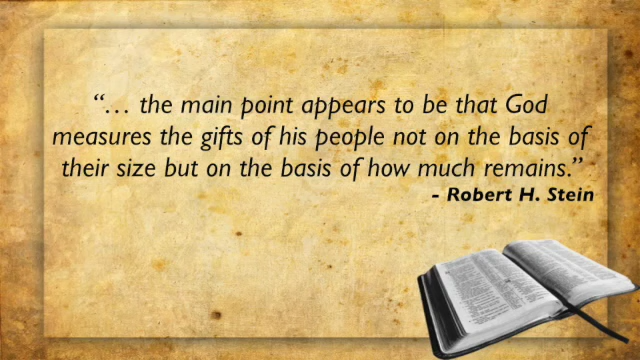 “… the main point appears to be that God
measures the gifts of his people not on the basis of
their size but on the basis of how much remains.”
- Robert H. Stein